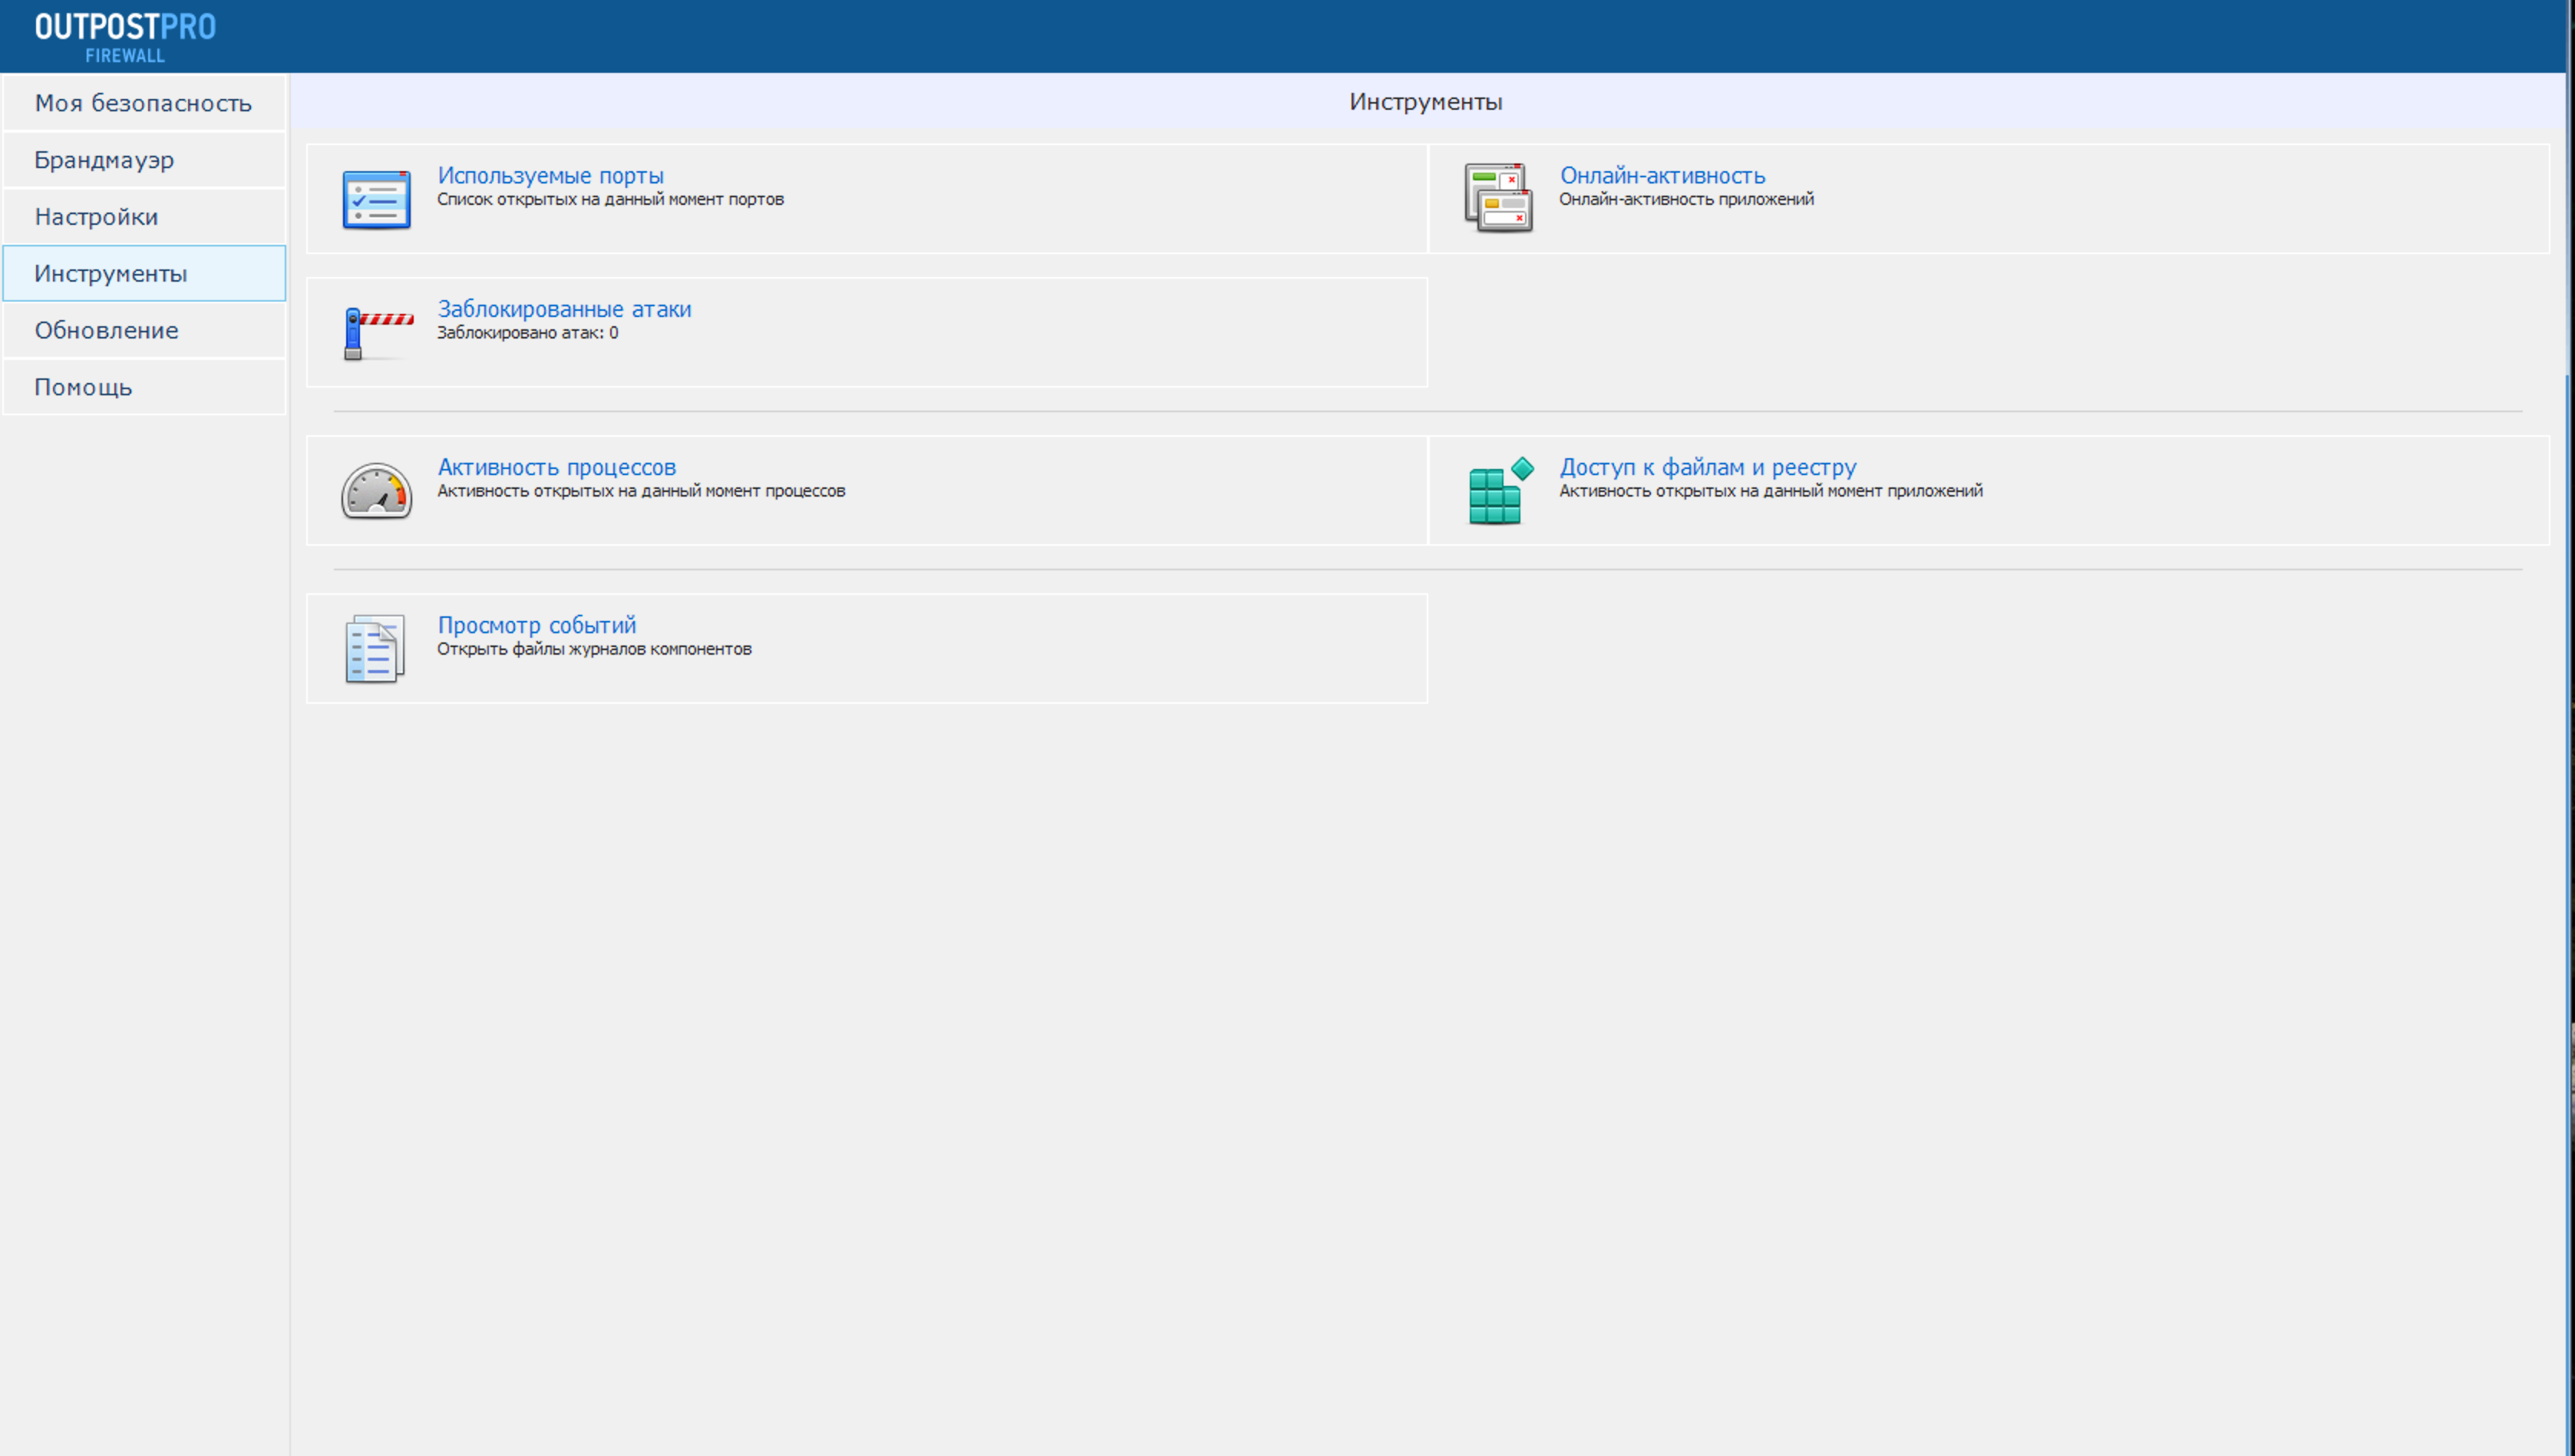 OUTPOSTPRO
FIREWALL
Моя безопасность
Брандмауэр
Настройки
Инструменты
Обновление
Помощь
Инструменты
Используемые порты
Список открытых на данный момент портов
Онлайн-активность
Онлайн-активность приложений
Заблокированные атаки
Заблокировано атак: 0
Активность процессов
Активность открытых на данный момент процессов
Доступ к файлам и реестру
Активность открытых на данный момент приложений
Просмотр событий
Открыть файлы журналов компонентов